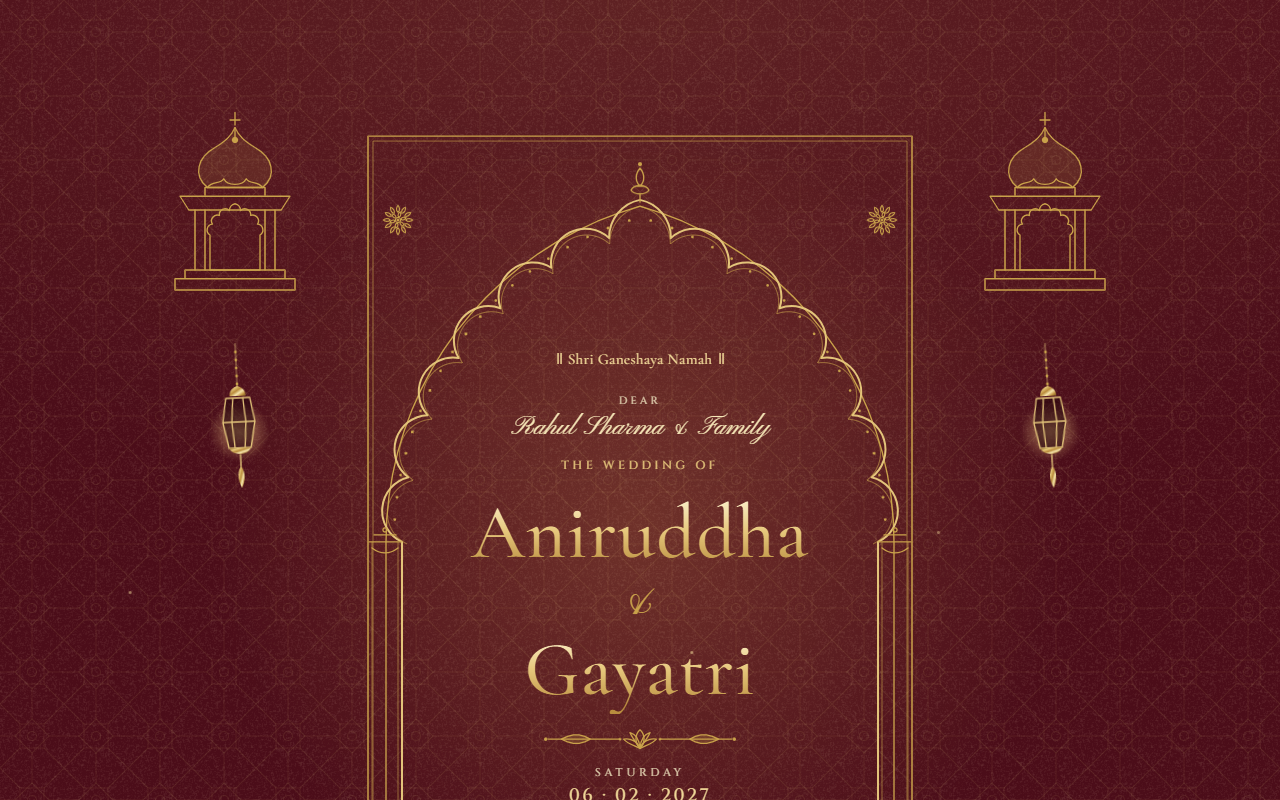 ॥ Shri Ganeshaya Namah ॥
DEAR
Rahul Sharma & Family
THE WEDDING OF
Aniruddha
&
Gayatri
SATURDAY
06 · 02 · 2027